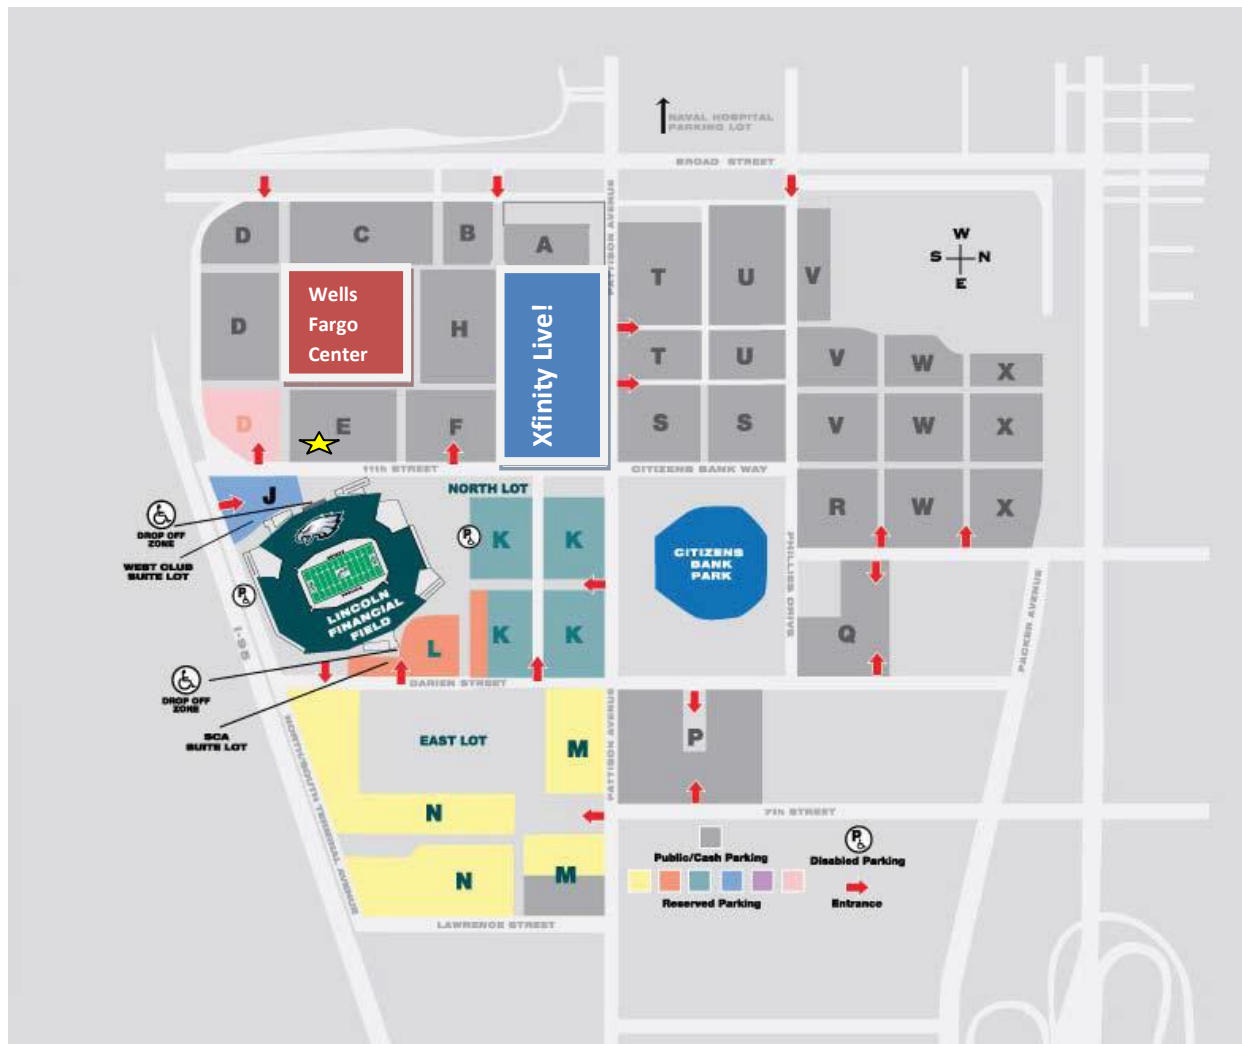 NAVAL HOSPITAL
PARKING LOT
BROAD STREET
PATTISON AVENUE
W
S N
E
D
C
B
A
T
U
V
Wells
Fargo
Center
D
H
Xfinity Live!
T
U
V
W
X
D
E
F
S
S
V
W
X
11th STREET
CITIZENS BANK WAY
J
NORTH LOT
R
W
X
DROP OFF
ZONE
WEST CLUB
SUITE LOT
P
K
K
CITIZENS
BANK
PARK
PHILLIES DRIVE
LINCOLN
FINANCIAL
FIELD
P
I-95
L
K
K
Q
PACKER AVENUE
DROP OFF
ZONE
SCA
SUITE LOT
DARIEN STREET
EAST LOT
M
PATTISON AVENUE
P
NORTH/SOUTH TERMINAL AVENUE
N
7th STREET
N
M
Public/Cash Parking
P
Disabled Parking
Reserved Parking
Entrance
LAWRENCE STREET